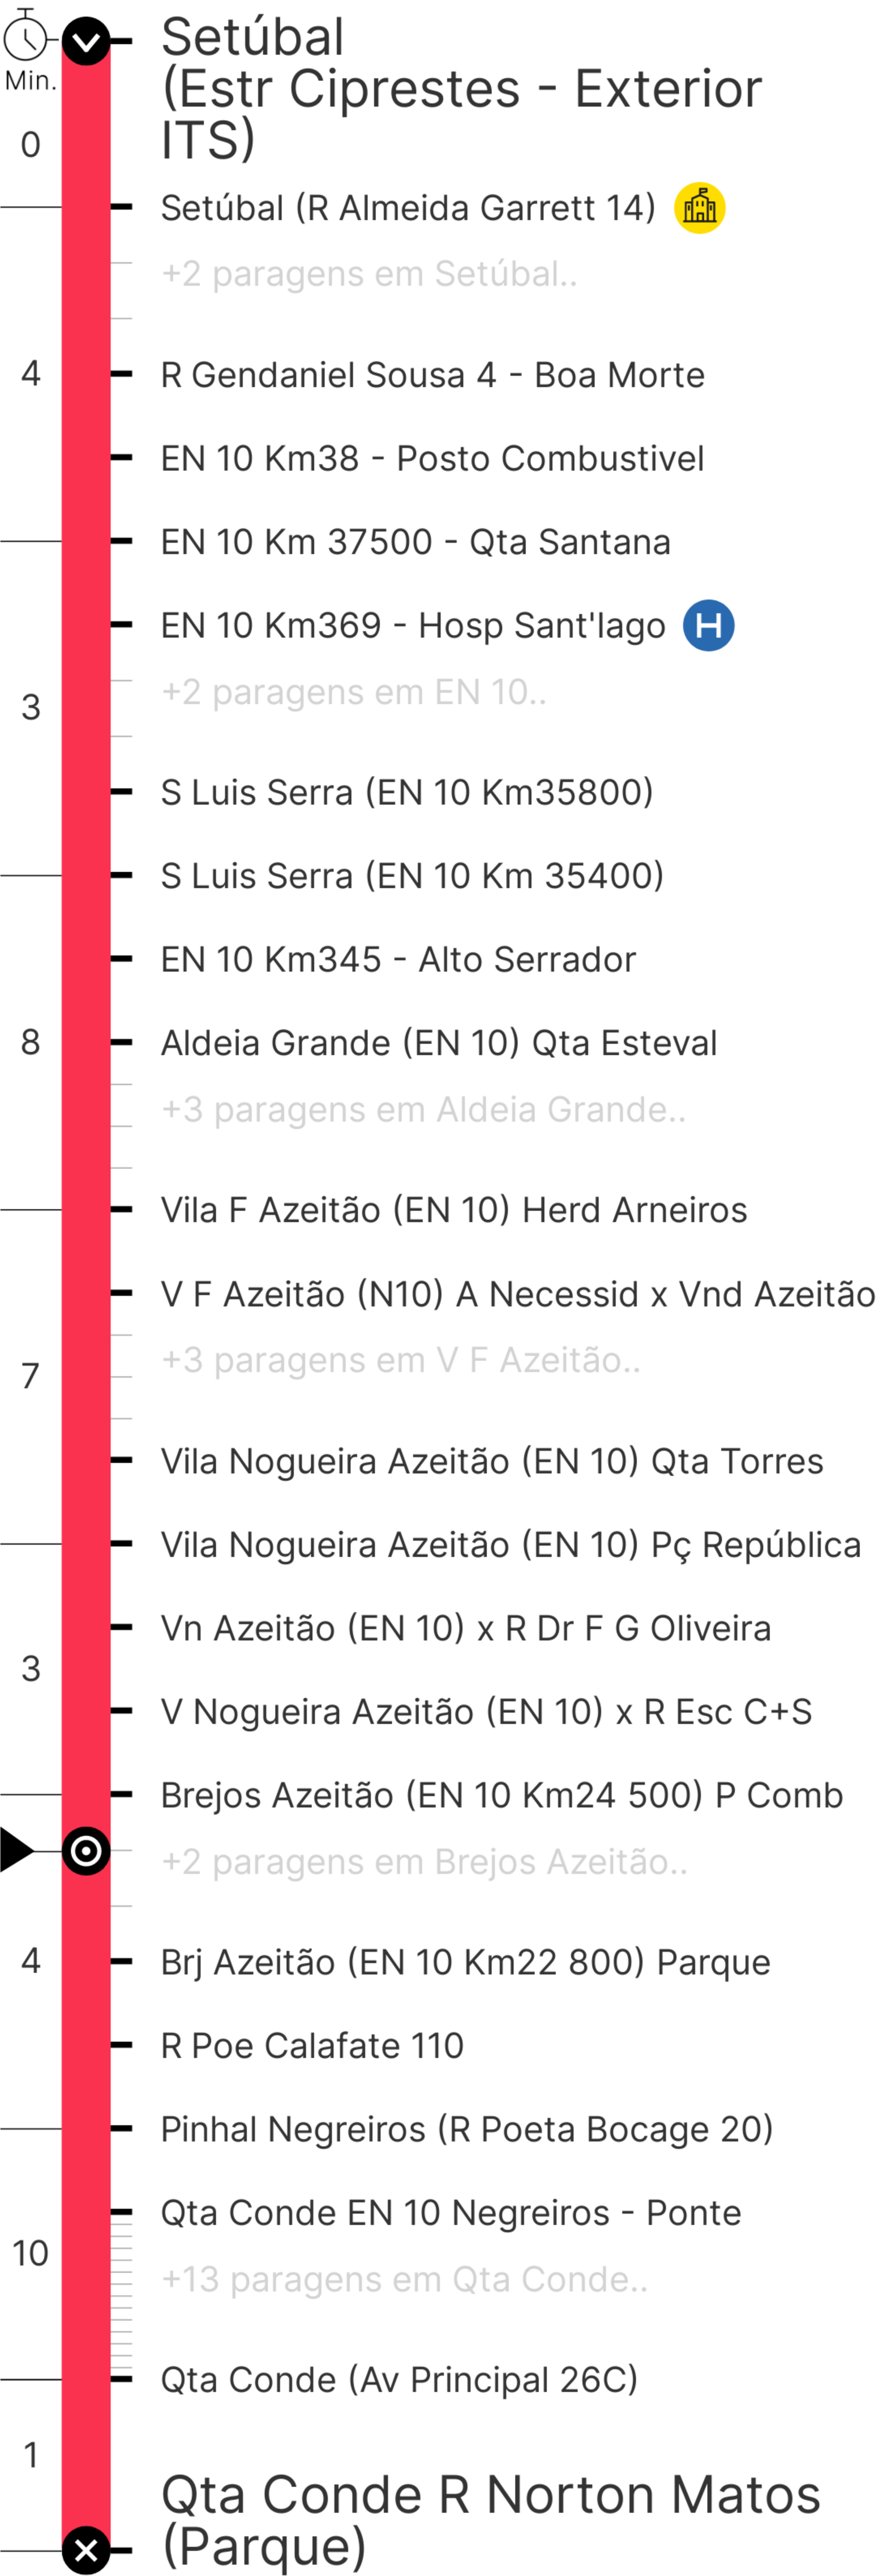 Setúbal
(Estr Ciprestes - Exterior
ITS)
Min.
0
Setúbal (R Almeida Garrett 14)
+2 paragens em Setúbal..
4
R Gendaniel Sousa 4 - Boa Morte
EN 10 Km38 - Posto Combustivel
EN 10 Km 37500 - Qta Santana
EN 10 Km369 - Hosp Sant'Iago H
+2 paragens em EN 10..
3
S Luis Serra (EN 10 Km35800)
S Luis Serra (EN 10 Km 35400)
EN 10 Km345 - Alto Serrador
8
Aldeia Grande (EN 10) Qta Esteval
+3 paragens em Aldeia Grande..
Vila F Azeitão (EN 10) Herd Arneiros
V F Azeitão (N10) A Necessid x Vnd Azeitão
+3 paragens em V F Azeitão..
7
Vila Nogueira Azeitão (EN 10) Qta Torres
Vila Nogueira Azeitão (EN 10) Pç República
Vn Azeitão (EN 10) x R Dr F G Oliveira
3
V Nogueira Azeitão (EN 10) x R Esc C+S
Brejos Azeitão (EN 10 Km24 500) P Comb
+2 paragens em Brejos Azeitão..
4
Brj Azeitão (EN 10 Km22 800) Parque
R Poe Calafate 110
Pinhal Negreiros (R Poeta Bocage 20)
Qta Conde EN 10 Negreiros - Ponte
10
+13 paragens em Qta Conde..
Qta Conde (Av Principal 26C)
1
Qta Conde R Norton Matos
(Parque)